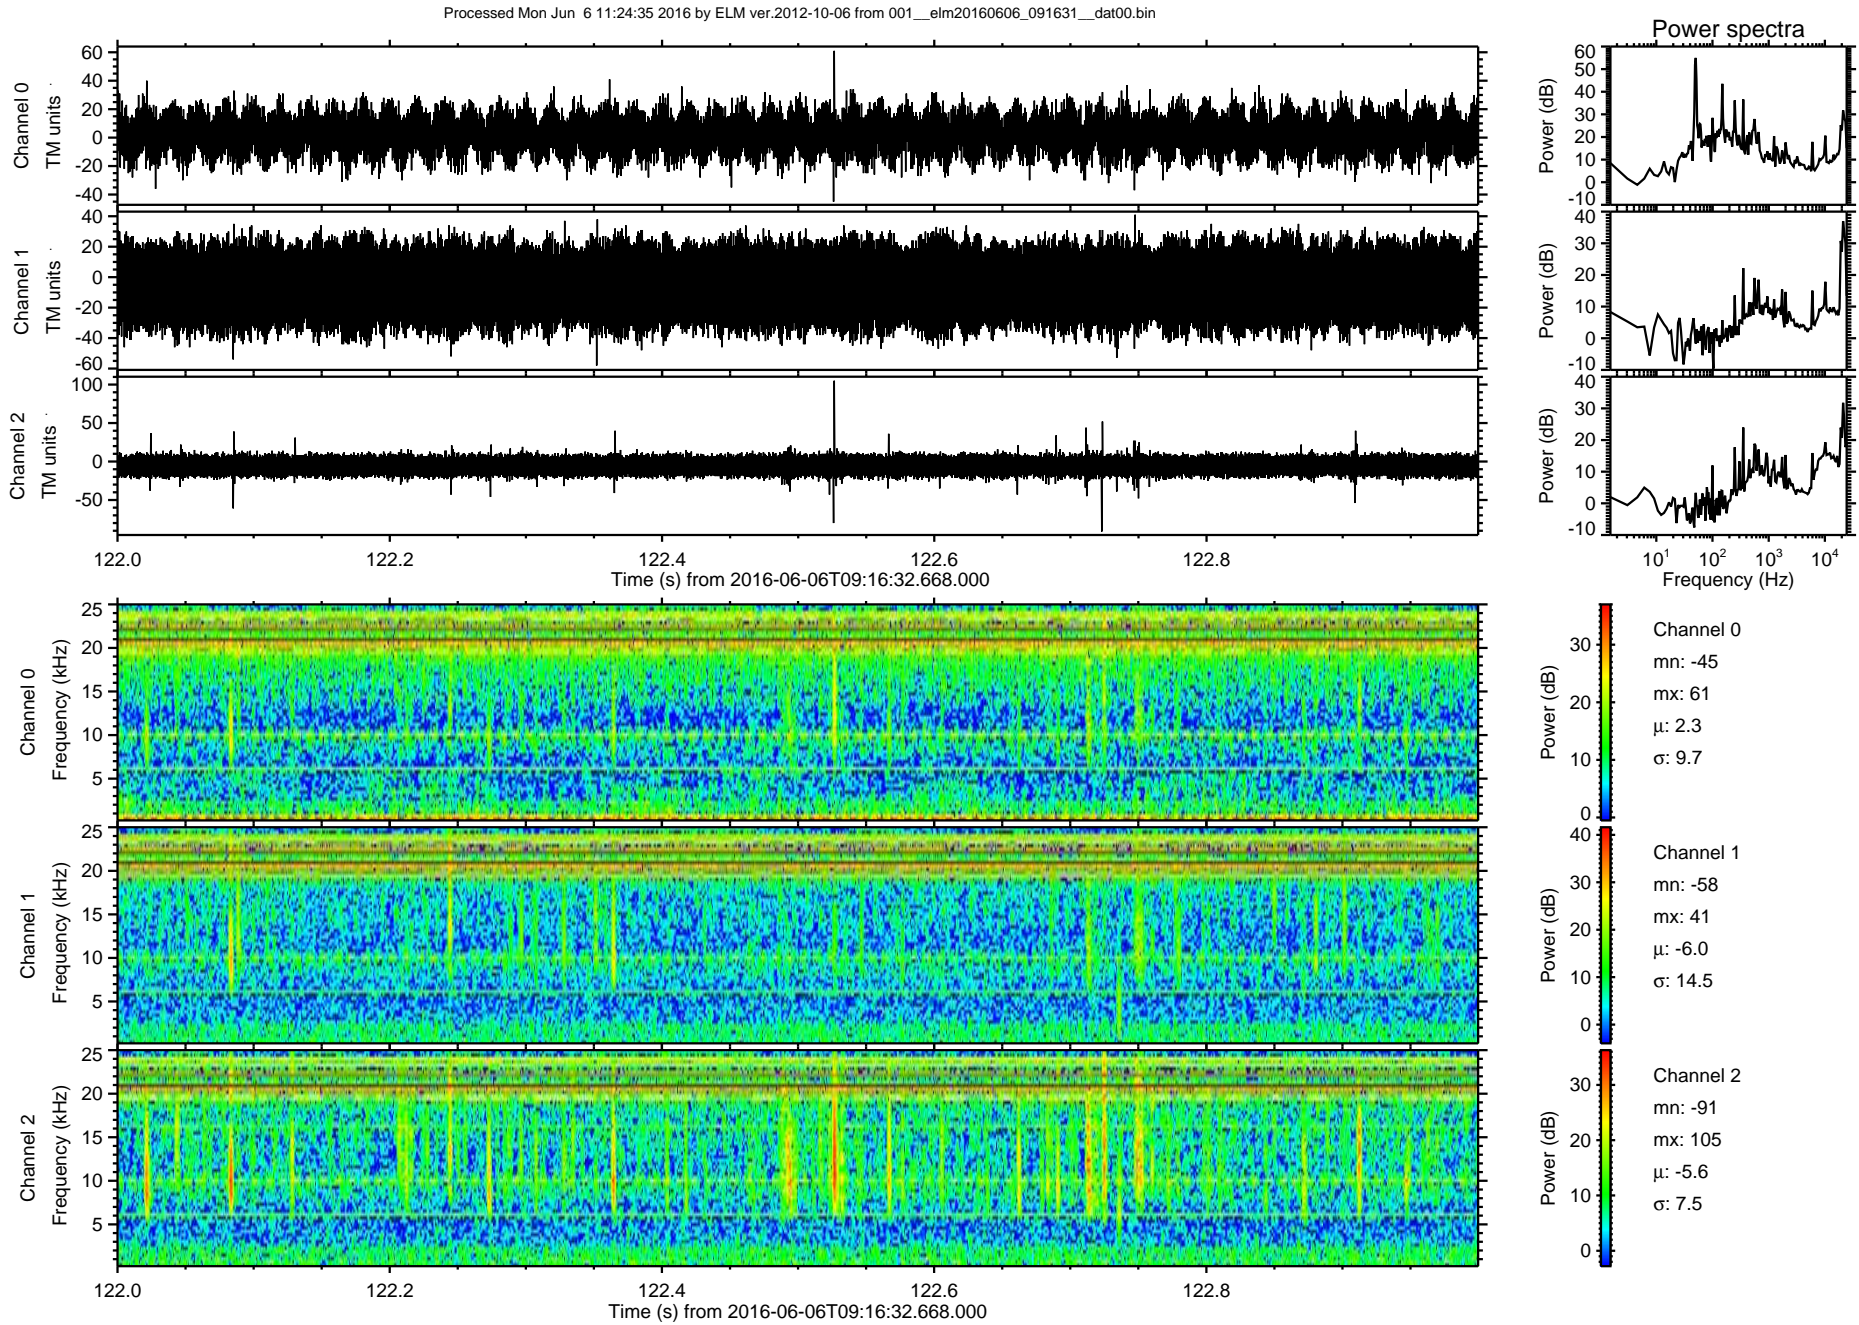 Processed Mon Jun 6 11:24:35 2016 by ELM ver.2012-10-06 from 001__elm20160606_091631__dat00.bin
Power spectra
Channel 0
TM units
60
40
20
0
-20
-40
Power (dB)
60
50
40
30
20
10
0
-10
Channel 1
TM units
40
20
0
-20
-40
-60
Power (dB)
40
30
20
10
0
-10
Channel 2
TM units
100
50
0
-50
Power (dB)
40
30
20
10
0
-10
122.0 122.2 122.4 122.6 122.8
Time (s) from 2016-06-06T09:16:32.668.000
10¹ 10² 10³ 10⁴
Frequency (Hz)
Channel 0
Frequency (kHz)
25
20
15
10
5
Power (dB)
30
20
10
0
Channel 0
mn: -45
mx: 61
μ: 2.3
σ: 9.7
Channel 1
Frequency (kHz)
25
20
15
10
5
Power (dB)
40
30
20
10
0
Channel 1
mn: -58
mx: 41
μ: -6.0
σ: 14.5
Channel 2
Frequency (kHz)
25
20
15
10
5
Power (dB)
30
20
10
0
Channel 2
mn: -91
mx: 105
μ: -5.6
σ: 7.5
122.0 122.2 122.4 122.6 122.8
Time (s) from 2016-06-06T09:16:32.668.000